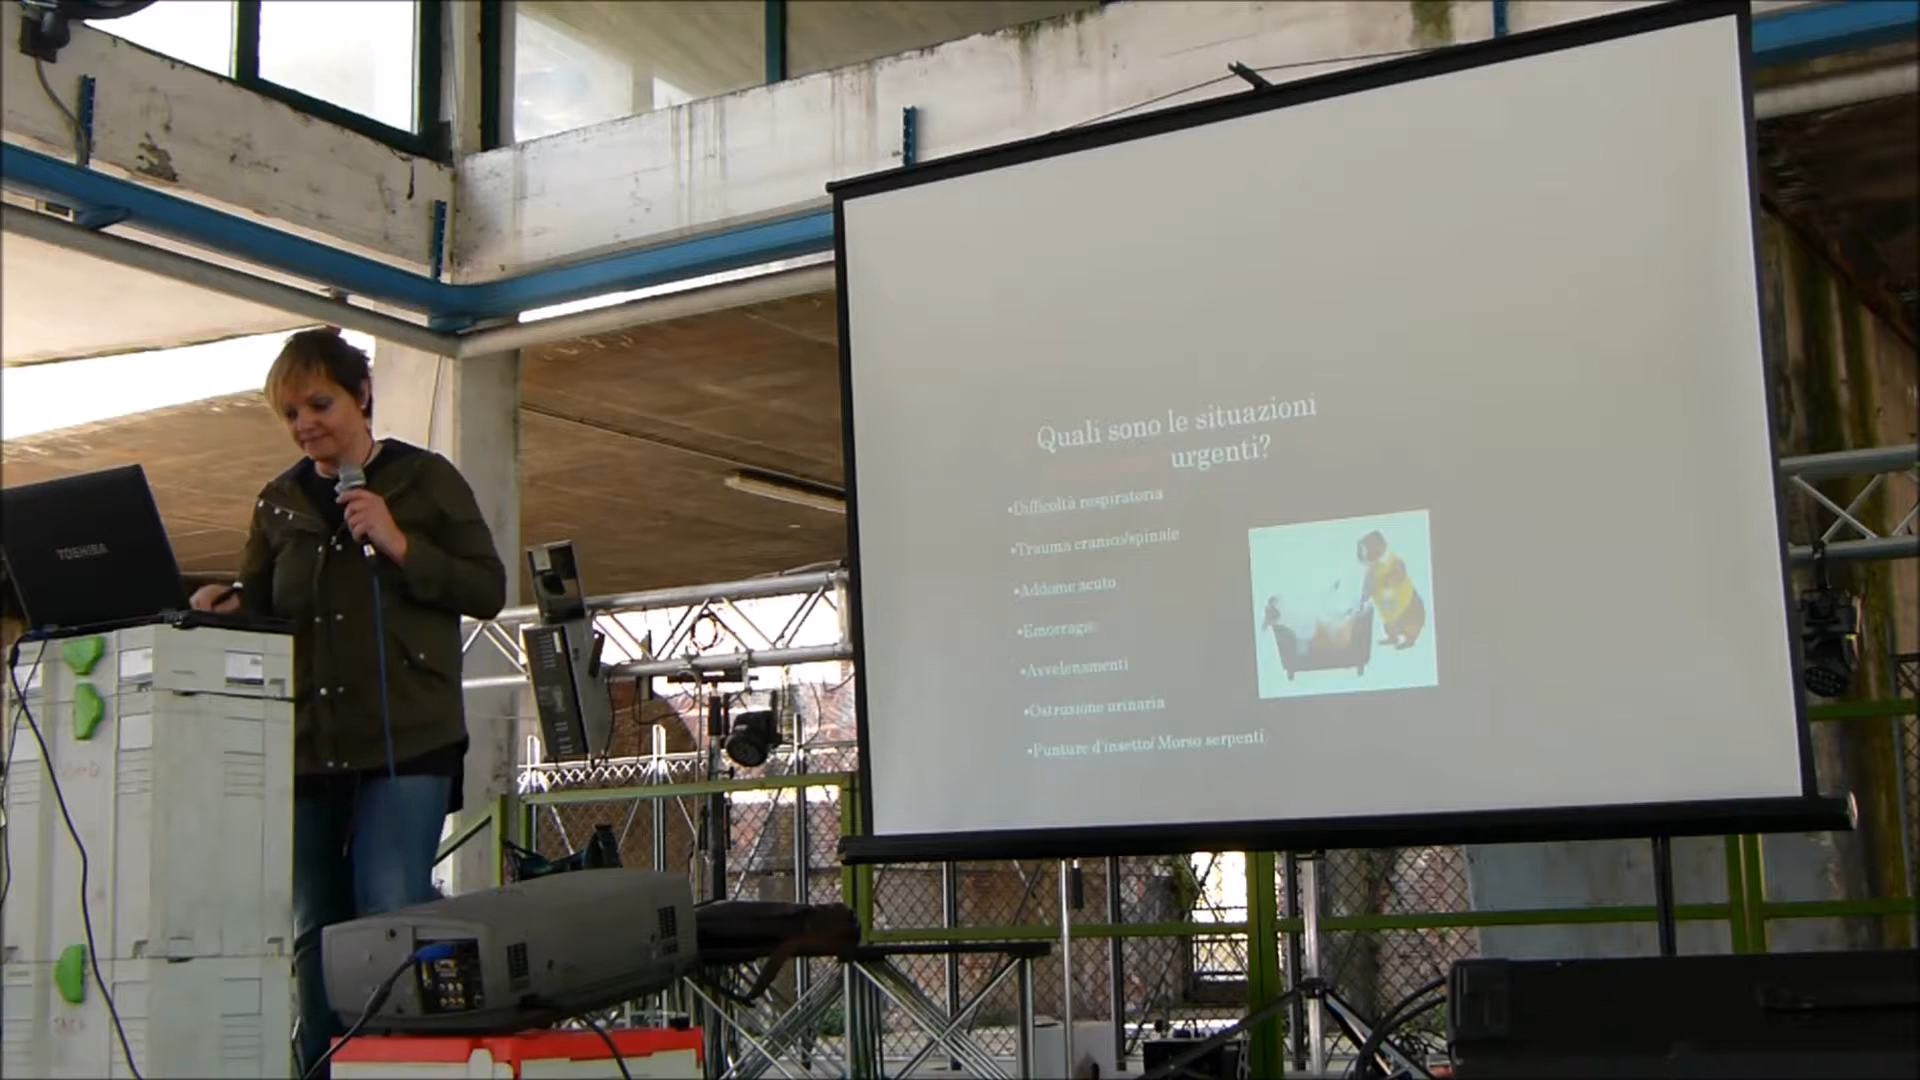 TOSHIBA
Quali sono le situazioni
urgenti?
•Difficoltà respiratoria
•Trauma cranico/spinale
•Addome acuto
•Emorragie
•Avvelenamenti
•Ostruzione urinaria
•Punture d'insetto/ Morso serpenti